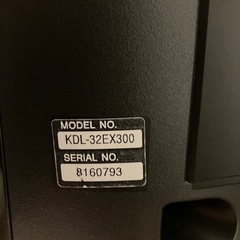 MODEL NO.
KDL-32EX300
SERIAL NO.
8160793